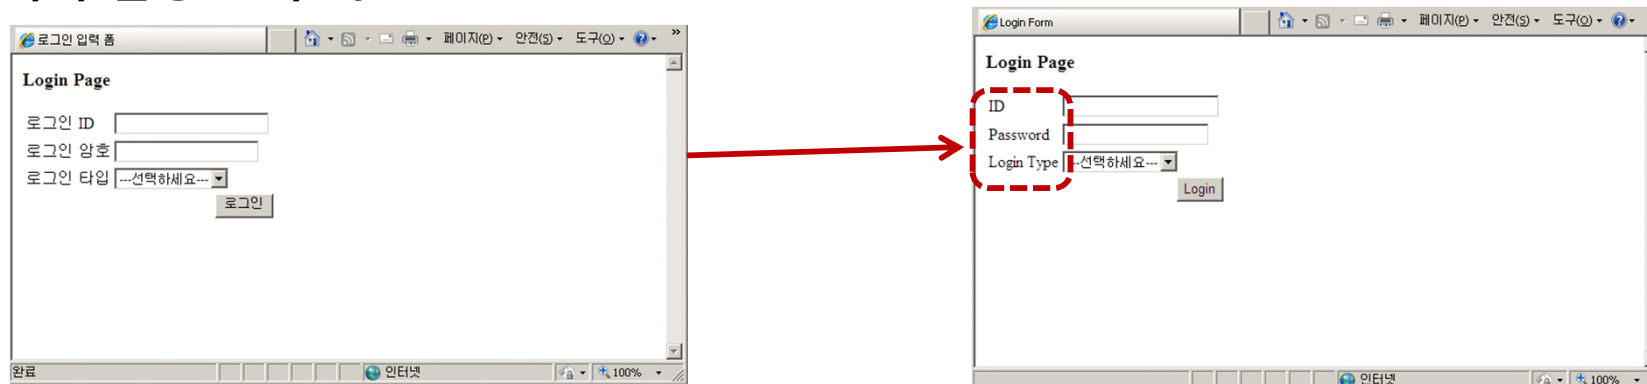 로그인 입력 폼
페이지(P) 안전(S) 도구(O) »
Login Page
로그인 ID
로그인 암호
로그인 타입 ---선택하세요---
로그인
완료
인터넷
100%
Login Form
페이지(P) 안전(S) 도구(O)
Login Page
ID
Password
Login Type --선택하세요---
Login
인터넷
100%